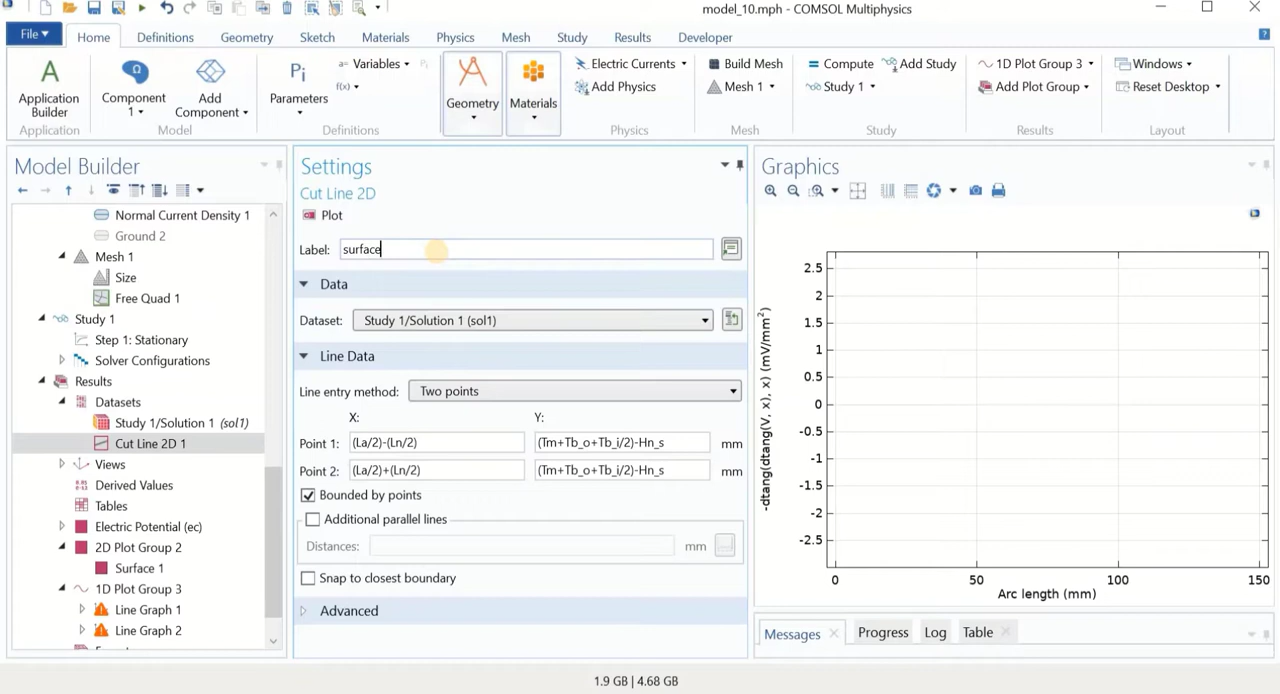 model_10.mph - COMSOL Multiphysics
File Home Definitions Geometry Sketch Materials Physics Mesh Study Results Developer
Application Builder
Application
Component 1
Add Component
Model
Parameters
a= Variables
f(x)
Pi
Definitions
Geometry
Materials
Electric Currents
Add Physics
Physics
Build Mesh
Mesh 1
Mesh
Compute
Add Study
Study 1
Study
1D Plot Group 3
Add Plot Group
Results
Windows
Reset Desktop
Layout
Model Builder
Normal Current Density 1
Ground 2
Mesh 1
Size
Free Quad 1
Study 1
Step 1: Stationary
Solver Configurations
Results
Datasets
Study 1/Solution 1 (sol1)
Cut Line 2D 1
Views
Derived Values
Tables
Electric Potential (ec)
2D Plot Group 2
Surface 1
1D Plot Group 3
Line Graph 1
Line Graph 2
Settings
Cut Line 2D
Plot
Label: surface
Data
Dataset: Study 1/Solution 1 (sol1)
Line Data
Line entry method: Two points
X: Y:
Point 1: (La/2)-(Ln/2) (Tm+Tb_o+Tb_i/2)-Hn_s mm
Point 2: (La/2)+(Ln/2) (Tm+Tb_o+Tb_i/2)-Hn_s mm
Bounded by points
Additional parallel lines
Distances: mm
Snap to closest boundary
Advanced
Graphics
-dtang(dtang(V, x), x) (mV/mm²)
2.5
2
1.5
1
0.5
0
-0.5
-1
-1.5
-2
-2.5
0 50 100 150
Arc length (mm)
Messages Progress Log Table
1.9 GB | 4.68 GB